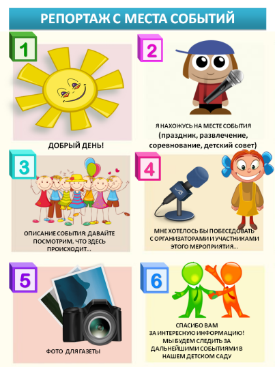 РЕПОРТАЖ С МЕСТА СОБЫТИЙ
1
ДОБРЫЙ ДЕНЬ!
2
Я НАХОЖУСЬ НА МЕСТЕ СОБЫТИЯ
(праздник, развлечение,
соревнование, детский совет)
3
ОПИСАНИЕ СОБЫТИЯ. ДАВАЙТЕ
ПОСМОТРИМ, ЧТО ЗДЕСЬ
ПРОИСХОДИТ...
4
МНЕ ХОТЕЛОСЬ БЫ ПОБЕСЕДОВАТЬ
С ОРГАНИЗАТОРАМИ И УЧАСТНИКАМИ
ЭТОГО МЕРОПРИЯТИЯ...
5
ФОТО ДЛЯ ГАЗЕТЫ
6
СПАСИБО ВАМ
ЗА ИНТЕРЕСНУЮ ИНФОРМАЦИЮ!
МЫ БУДЕМ СЛЕДИТЬ ЗА
ДАЛЬНЕЙШИМИ СОБЫТИЯМИ В
НАШЕМ ДЕТСКОМ САДУ